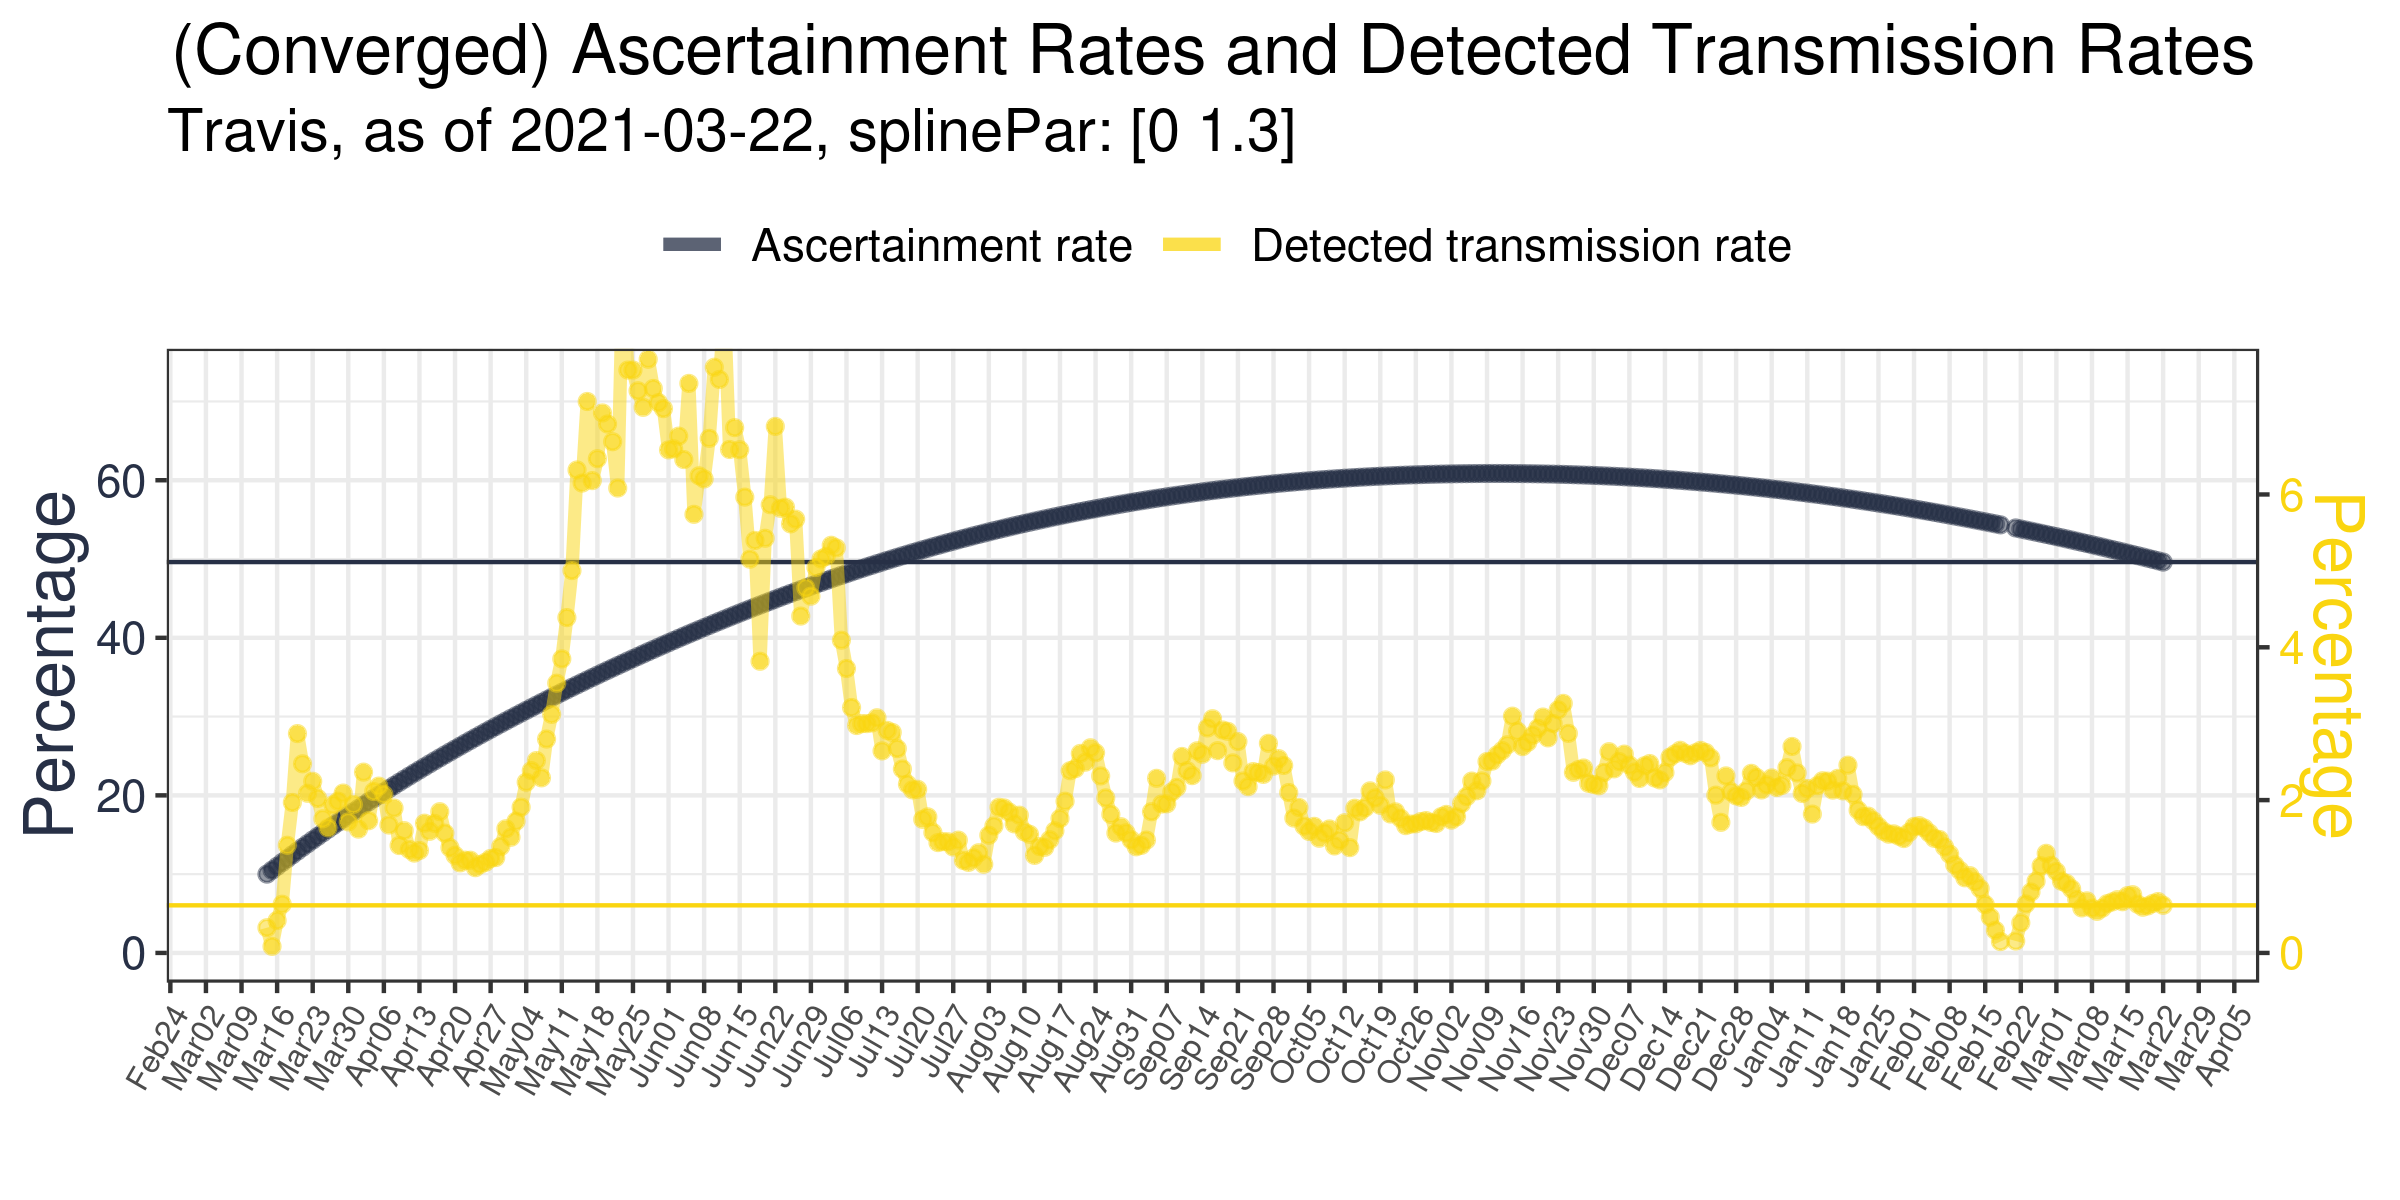 (Converged) Ascertainment Rates and Detected Transmission Rates
Travis, as of 2021-03-22, splinePar: [0 1.3]
Ascertainment rate Detected transmission rate
Percentage
60
40
20
0
6
4
2
0
Percentage
Feb24 Mar02 Mar09 Mar16 Mar23 Mar30 Apr06 Apr13 Apr20 Apr27 May04 May11 May18 May25 Jun01 Jun08 Jun15 Jun22 Jun29 Jul06 Jul13 Jul20 Jul27 Aug03 Aug10 Aug17 Aug24 Aug31 Sep07 Sep14 Sep21 Sep28 Oct05 Oct12 Oct19 Oct26 Nov02 Nov09 Nov16 Nov23 Nov30 Dec07 Dec14 Dec21 Dec28 Jan04 Jan11 Jan18 Jan25 Feb01 Feb08 Feb15 Feb22 Mar01 Mar08 Mar15 Mar22 Mar29 Apr05